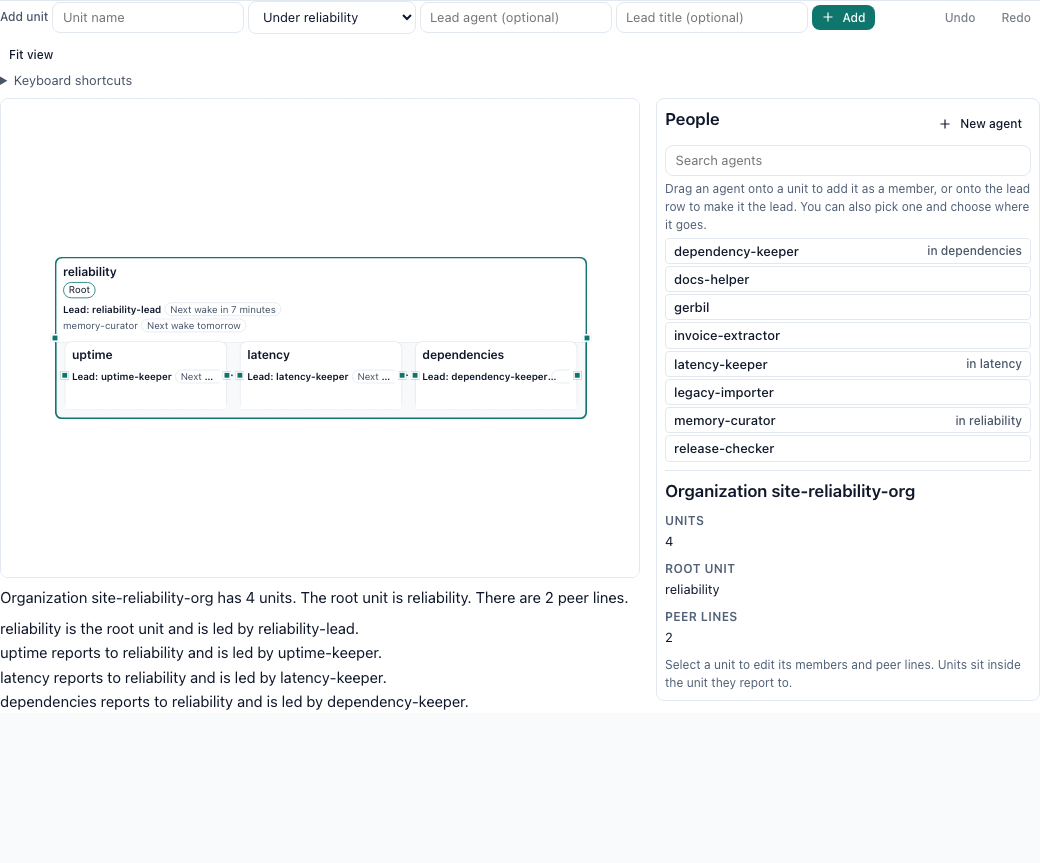 Add unit Unit name Under reliability Lead agent (optional) Lead title (optional) + Add Undo Redo
Fit view
Keyboard shortcuts
reliability
Root
Lead: reliability-lead Next wake in 7 minutes
memory-curator Next wake tomorrow
uptime
Lead: uptime-keeper Next ...
latency
Lead: latency-keeper Next ...
dependencies
Lead: dependency-keeper...
People
+ New agent
Search agents
Drag an agent onto a unit to add it as a member, or onto the lead
row to make it the lead. You can also pick one and choose where
it goes.
dependency-keeper in dependencies
docs-helper
gerbil
invoice-extractor
latency-keeper in latency
legacy-importer
memory-curator in reliability
release-checker
Organization site-reliability-org
UNITS
4
ROOT UNIT
reliability
PEER LINES
2
Select a unit to edit its members and peer lines. Units sit inside
the unit they report to.
Organization site-reliability-org has 4 units. The root unit is reliability. There are 2 peer lines.
reliability is the root unit and is led by reliability-lead.
uptime reports to reliability and is led by uptime-keeper.
latency reports to reliability and is led by latency-keeper.
dependencies reports to reliability and is led by dependency-keeper.